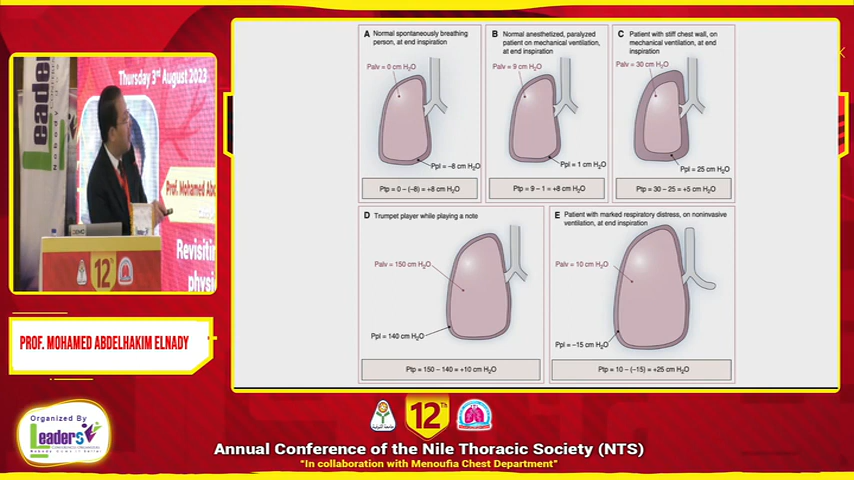 Leaders
Thursday 3rd August 2023
Prof. Mohamed Abd
Revisiti
physi
12
PROF. MOHAMED ABDELHAKIM ELNADY
Organized By
Leaders
A Normal spontaneously breathing
person, at end inspiration
Palv = 0 cm H₂O
Ppl = –8 cm H₂O
Ptp = 0 – (–8) = +8 cm H₂O
B Normal anesthetized, paralyzed
patient on mechanical ventilation,
at end inspiration
Palv = 9 cm H₂O
Ppl = 1 cm H₂O
Ptp = 9 – 1 = +8 cm H₂O
C Patient with stiff chest wall, on
mechanical ventilation, at end
inspiration
Palv = 30 cm H₂O
Ppl = 25 cm H₂O
Ptp = 30 – 25 = +5 cm H₂O
D Trumpet player while playing a note
Palv = 150 cm H₂O
Ppl = 140 cm H₂O
Ptp = 150 – 140 = +10 cm H₂O
E Patient with marked respiratory distress, on noninvasive
ventilation, at end inspiration
Palv = 10 cm H₂O
Ppl = –15 cm H₂O
Ptp = 10 – (–15) = +25 cm H₂O
12 Th
Annual Conference of the Nile Thoracic Society (NTS)
"In collaboration with Menoufia Chest Department"